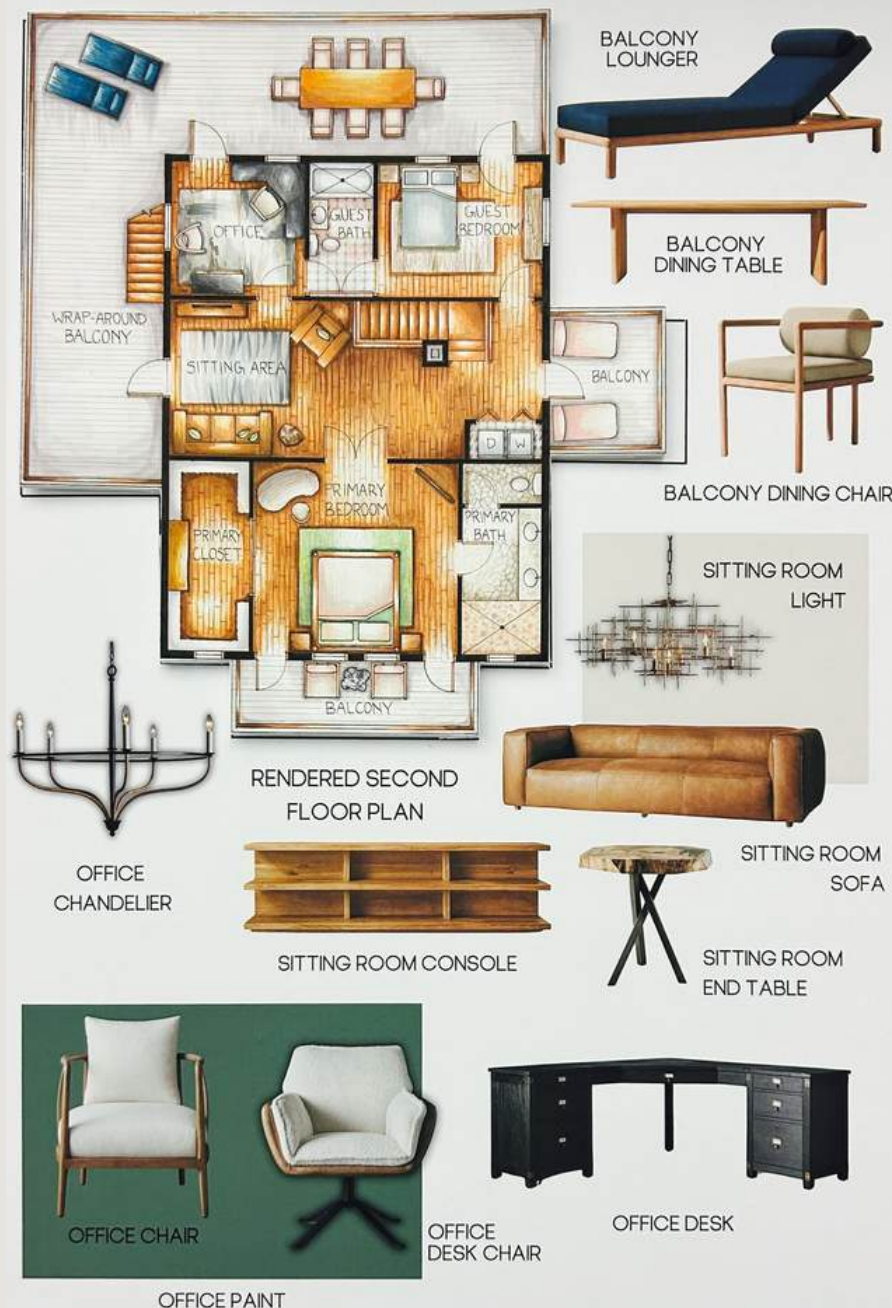 BALCONY
LOUNGER
BALCONY
DINING TABLE
BALCONY DINING CHAIR
OFFICE
GUEST
BATH
GUEST
BEDROOM
WRAP-AROUND
BALCONY
SITTING AREA
BALCONY
D W
PRIMARY
BEDROOM
PRIMARY
CLOSET
PRIMARY
BATH
BALCONY
RENDERED SECOND
FLOOR PLAN
SITTING ROOM
LIGHT
OFFICE
CHANDELIER
SITTING ROOM
SOFA
SITTING ROOM CONSOLE
SITTING ROOM
END TABLE
OFFICE CHAIR
OFFICE
DESK CHAIR
OFFICE DESK
OFFICE PAINT